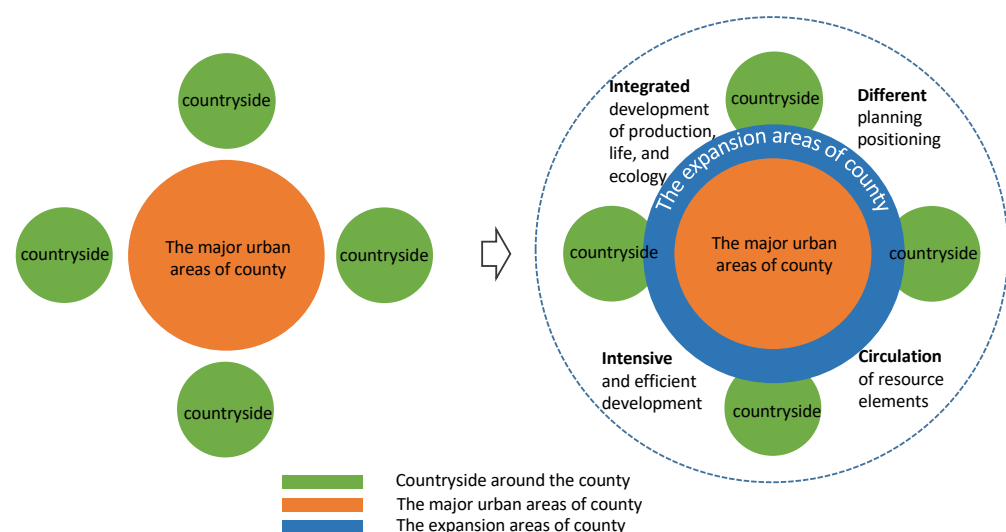 countryside
countryside
The major urban
areas of county
countryside
countryside
Integrated
development
of production,
life, and
ecology
countryside
Different
planning
positioning
The expansion areas of county
countryside
The major urban
areas of county
countryside
Intensive
and efficient
development
countryside
Circulation
of resource
elements
Countryside around the county
The major urban areas of county
The expansion areas of county